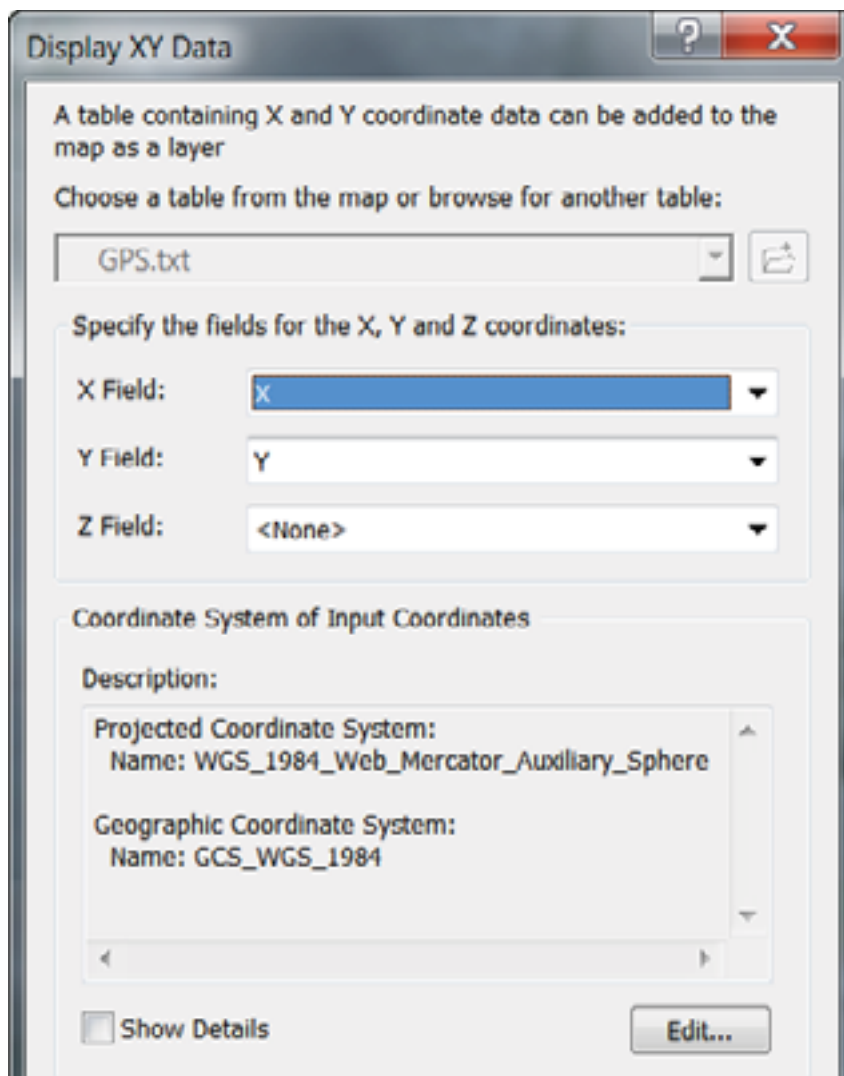 Display XY Data
?
X
A table containing X and Y coordinate data can be added to the
map as a layer
Choose a table from the map or browse for another table:
GPS.txt
Specify the fields for the X, Y and Z coordinates:
X Field: X
Y Field: Y
Z Field: <None>
Coordinate System of Input Coordinates
Description:
Projected Coordinate System:
Name: WGS_1984_Web_Mercator_Auxiliary_Sphere
Geographic Coordinate System:
Name: GCS_WGS_1984
Show Details
Edit...